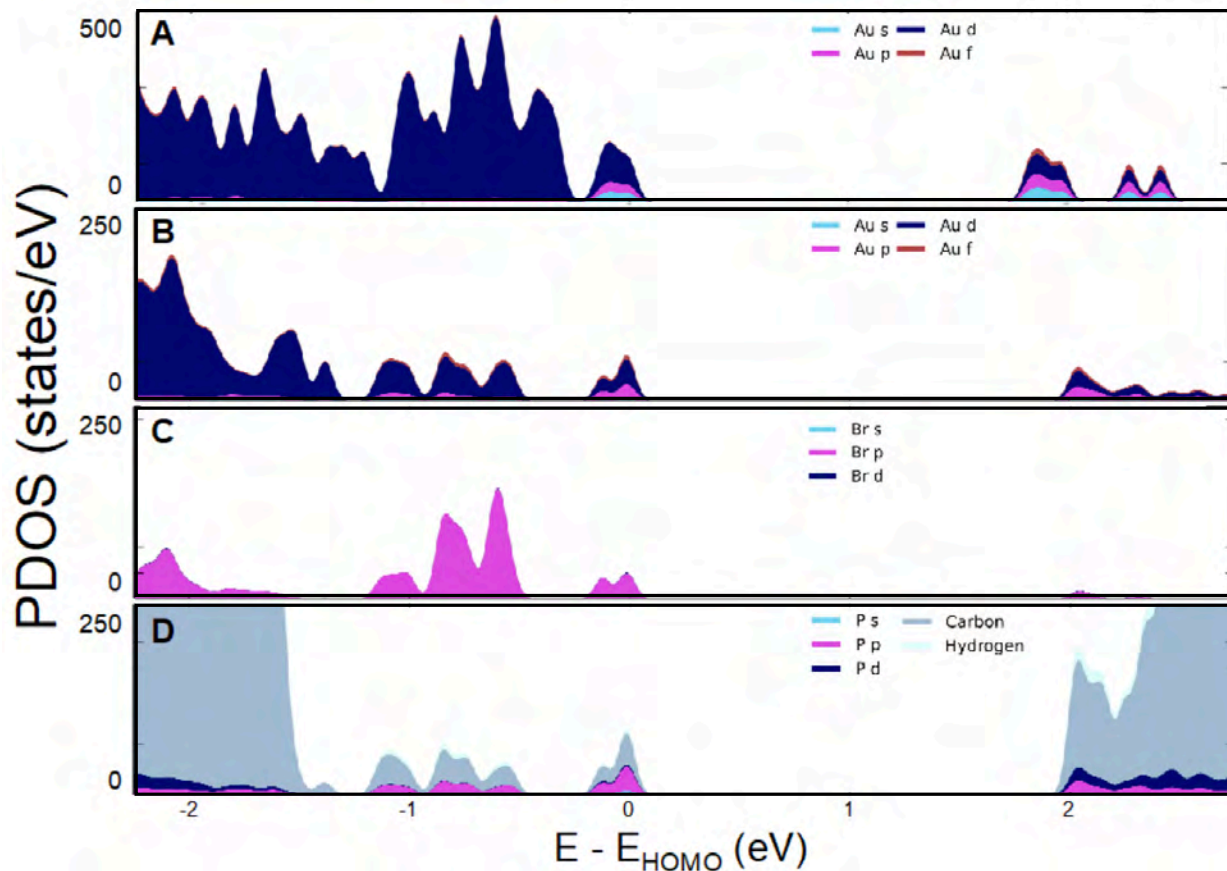 PDOS (states/eV)
A
500
0
Au s Au d
Au p Au f
B
250
0
Au s Au d
Au p Au f
C
250
0
Br s
Br p
Br d
D
250
0
P s Carbon
P p Hydrogen
P d
-2 -1 0 1 2
E - E_HOMO (eV)